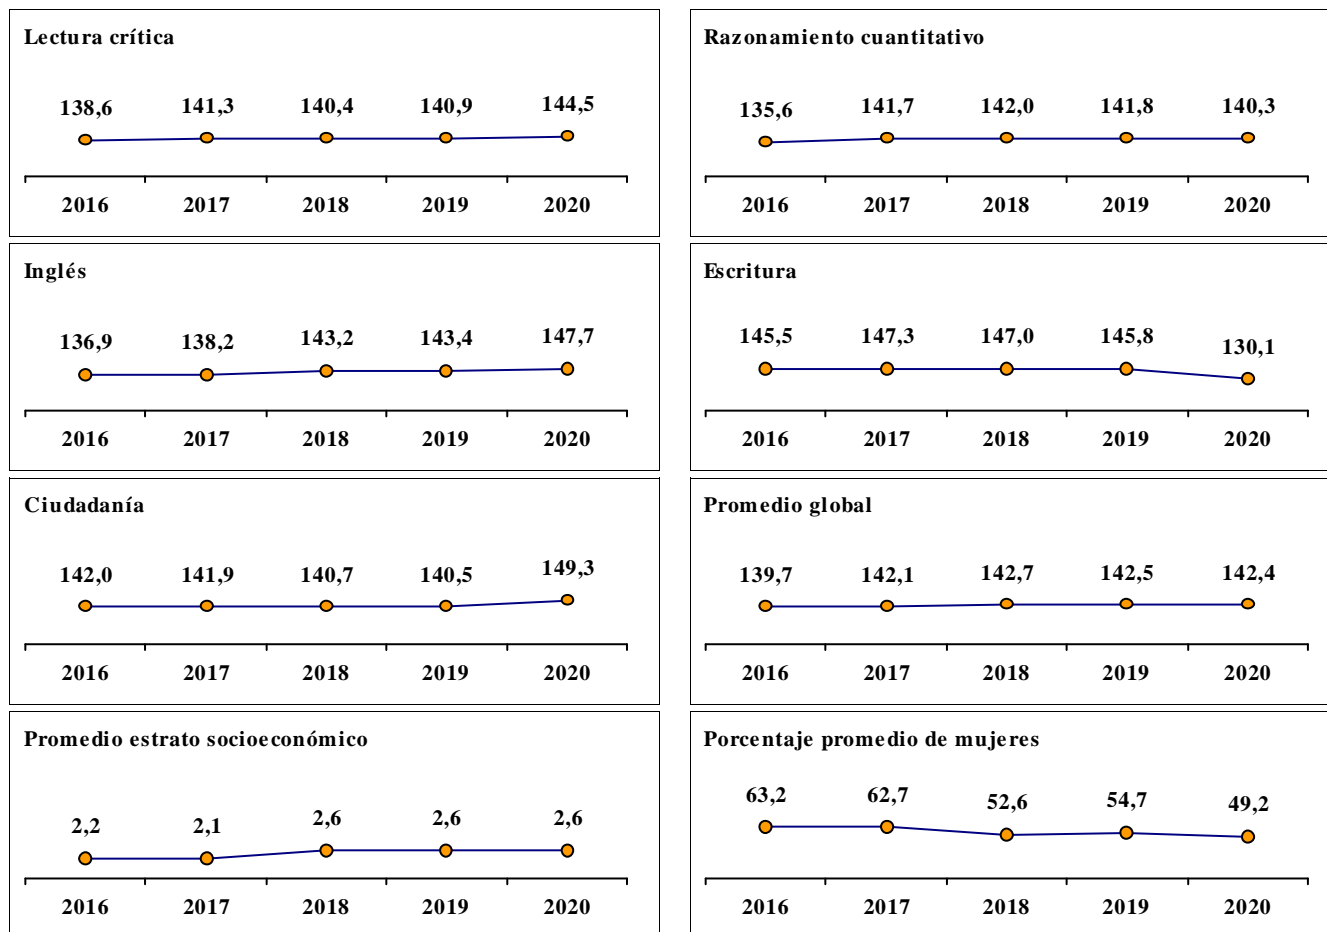 Lectura crítica
138,6 141,3 140,4 140,9 144,5
2016 2017 2018 2019 2020
Razonamiento cuantitativo
135,6 141,7 142,0 141,8 140,3
2016 2017 2018 2019 2020
Inglés
136,9 138,2 143,2 143,4 147,7
2016 2017 2018 2019 2020
Escritura
145,5 147,3 147,0 145,8 130,1
2016 2017 2018 2019 2020
Ciudadanía
142,0 141,9 140,7 140,5 149,3
2016 2017 2018 2019 2020
Promedio global
139,7 142,1 142,7 142,5 142,4
2016 2017 2018 2019 2020
Promedio estrato socioeconómico
2,2 2,1 2,6 2,6 2,6
2016 2017 2018 2019 2020
Porcentaje promedio de mujeres
63,2 62,7 52,6 54,7 49,2
2016 2017 2018 2019 2020